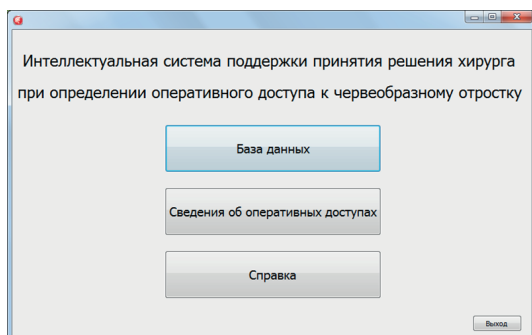 Интеллектуальная система поддержки принятия решения хирурга
при определении оперативного доступа к червеобразному отростку
База данных
Сведения об оперативных доступах
Справка
Выход